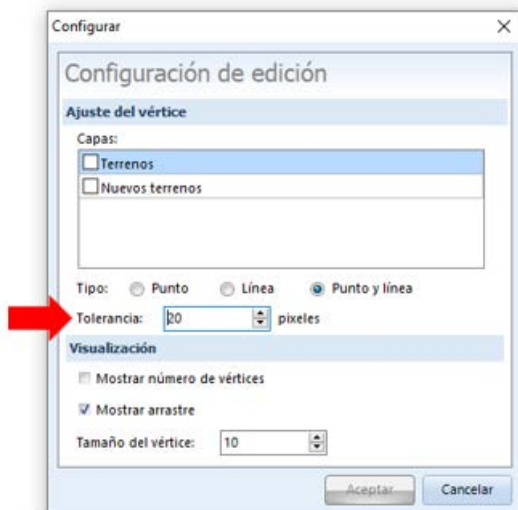 Configurar
Configuración de edición
Ajuste del vértice
Capas:
Terrenos
Nuevos terrenos
Tipo: Punto Línea Punto y línea
Tolerancia: 20 pixeles
Visualización
Mostrar número de vértices
Mostrar arrastre
Tamaño del vértice: 10
Aceptar Cancelar